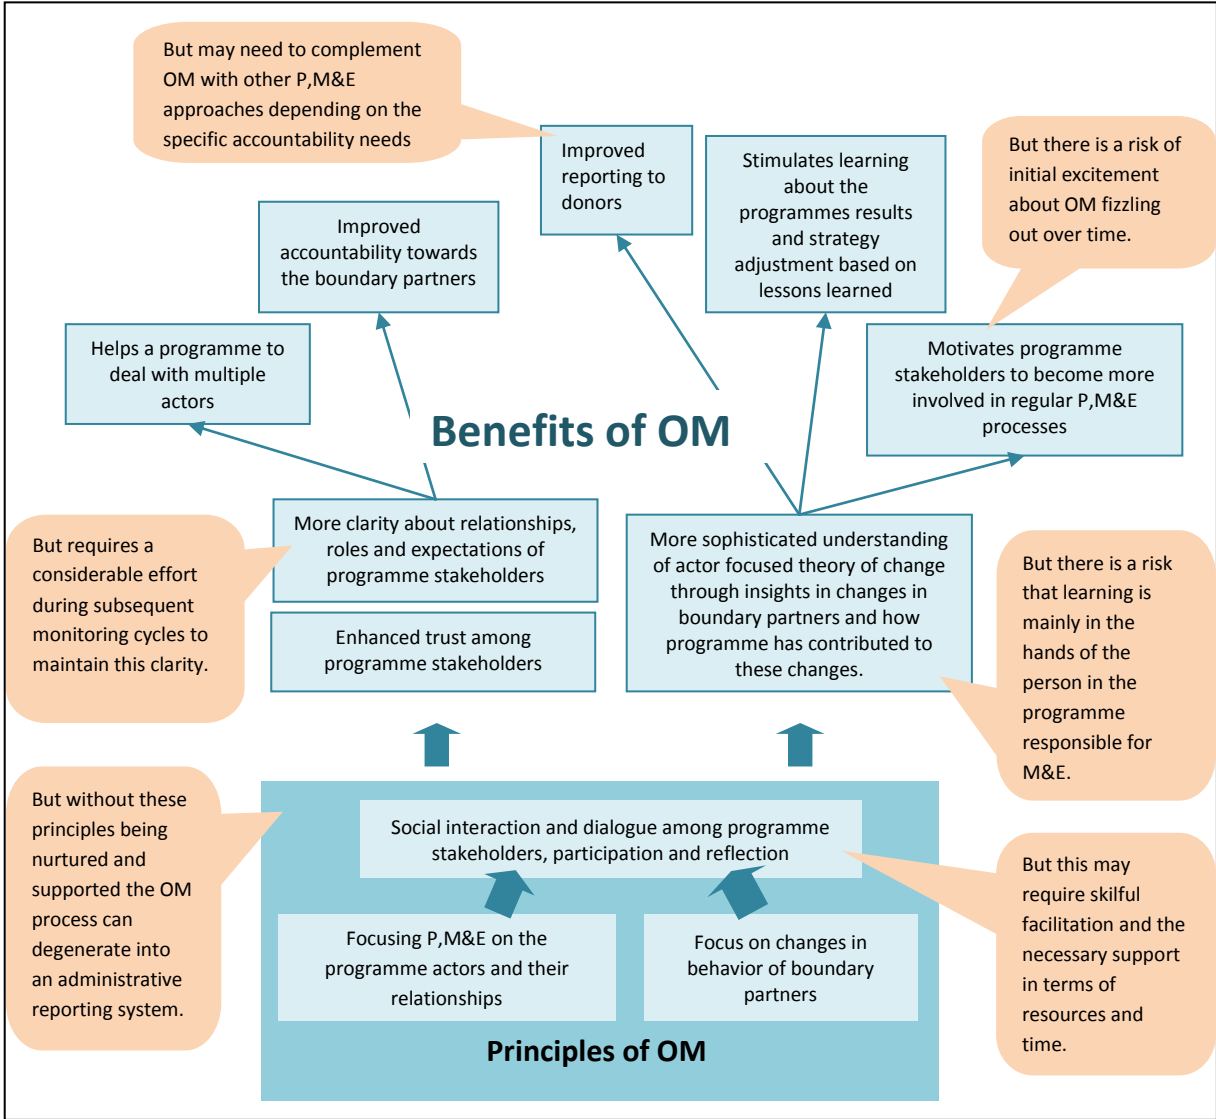 But may need to complement
OM with other P,M&E
approaches depending on the
specific accountability needs
Improved
reporting to
donors
Stimulates learning
about the
programmes results
and strategy
adjustment based on
lessons learned
But there is a risk of
initial excitement
about OM fizzling
out over time.
Improved
accountability towards
the boundary partners
Helps a programme to
deal with multiple
actors
Motivates programme
stakeholders to become more
involved in regular P,M&E
processes
Benefits of OM
But requires a
considerable effort
during subsequent
monitoring cycles to
maintain this clarity.
More clarity about relationships,
roles and expectations of
programme stakeholders
Enhanced trust among
programme stakeholders
More sophisticated understanding
of actor focused theory of change
through insights in changes in
boundary partners and how
programme has contributed to
these changes.
But there is a risk
that learning is
mainly in the
hands of the
person in the
programme
responsible for
M&E.
But without these
principles being
nurtured and
supported the OM
process can
degenerate into
an administrative
reporting system.
Social interaction and dialogue among programme
stakeholders, participation and reflection
But this may
require skilful
facilitation and the
necessary support
in terms of
resources and
time.
Focusing P,M&E on the
programme actors and their
relationships
Focus on changes in
behavior of boundary
partners
Principles of OM